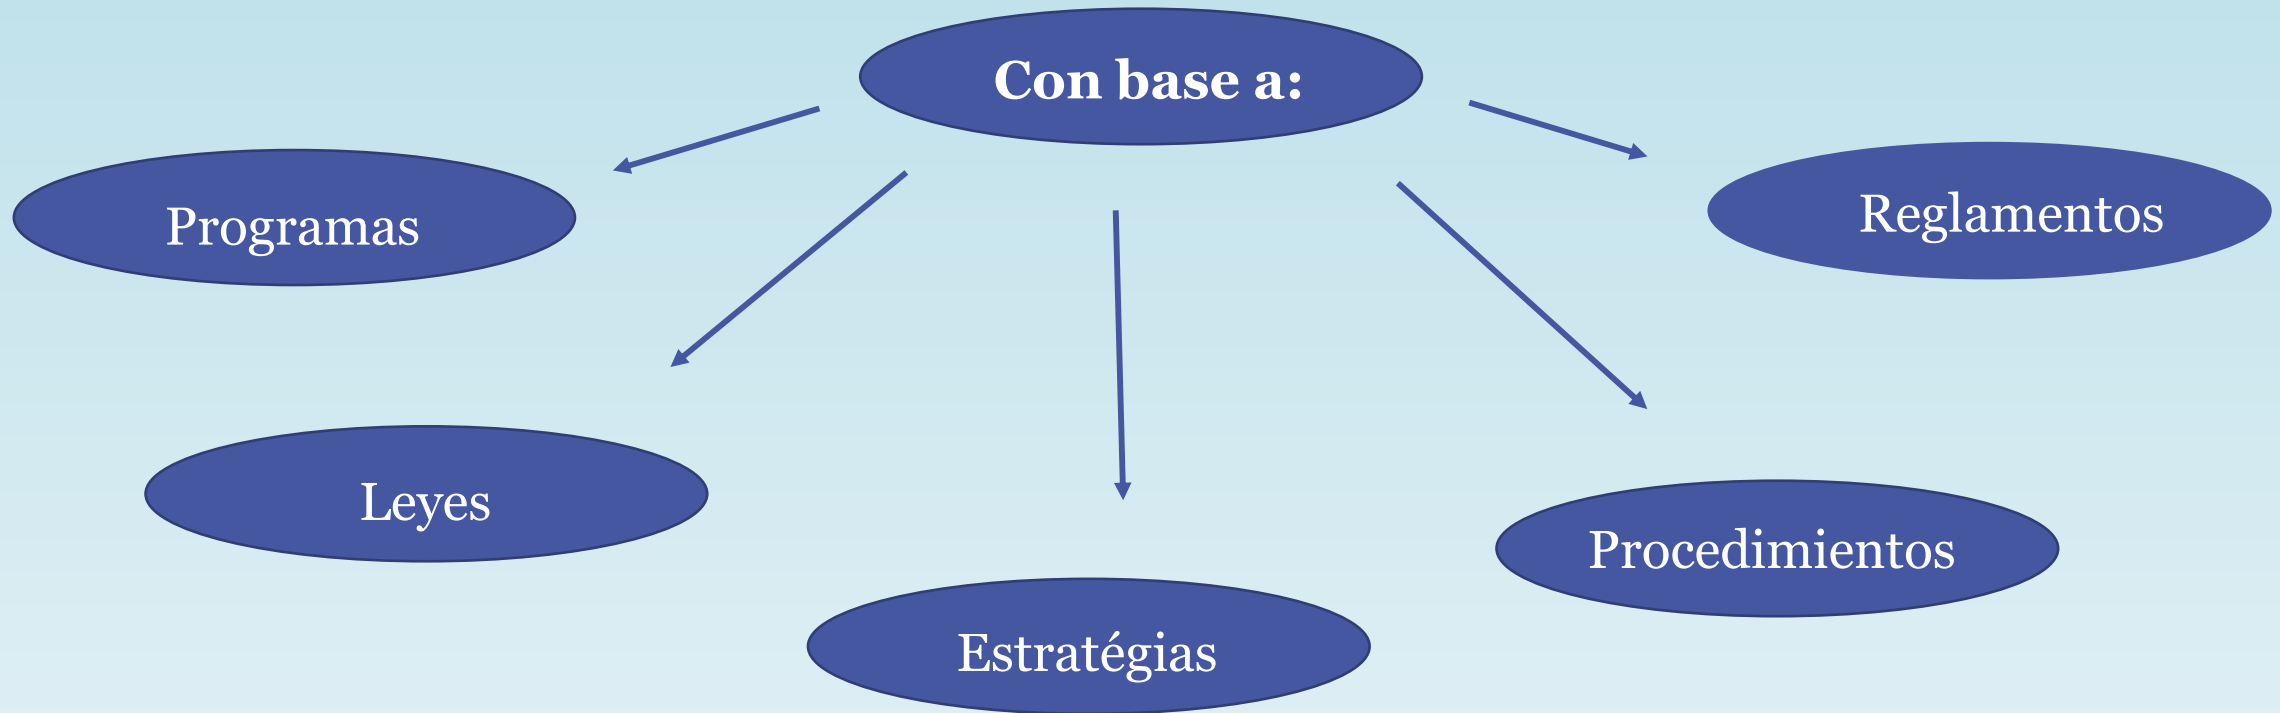 Con base a:
Programas
Reglamentos
Leyes
Procedimientos
Estratégias